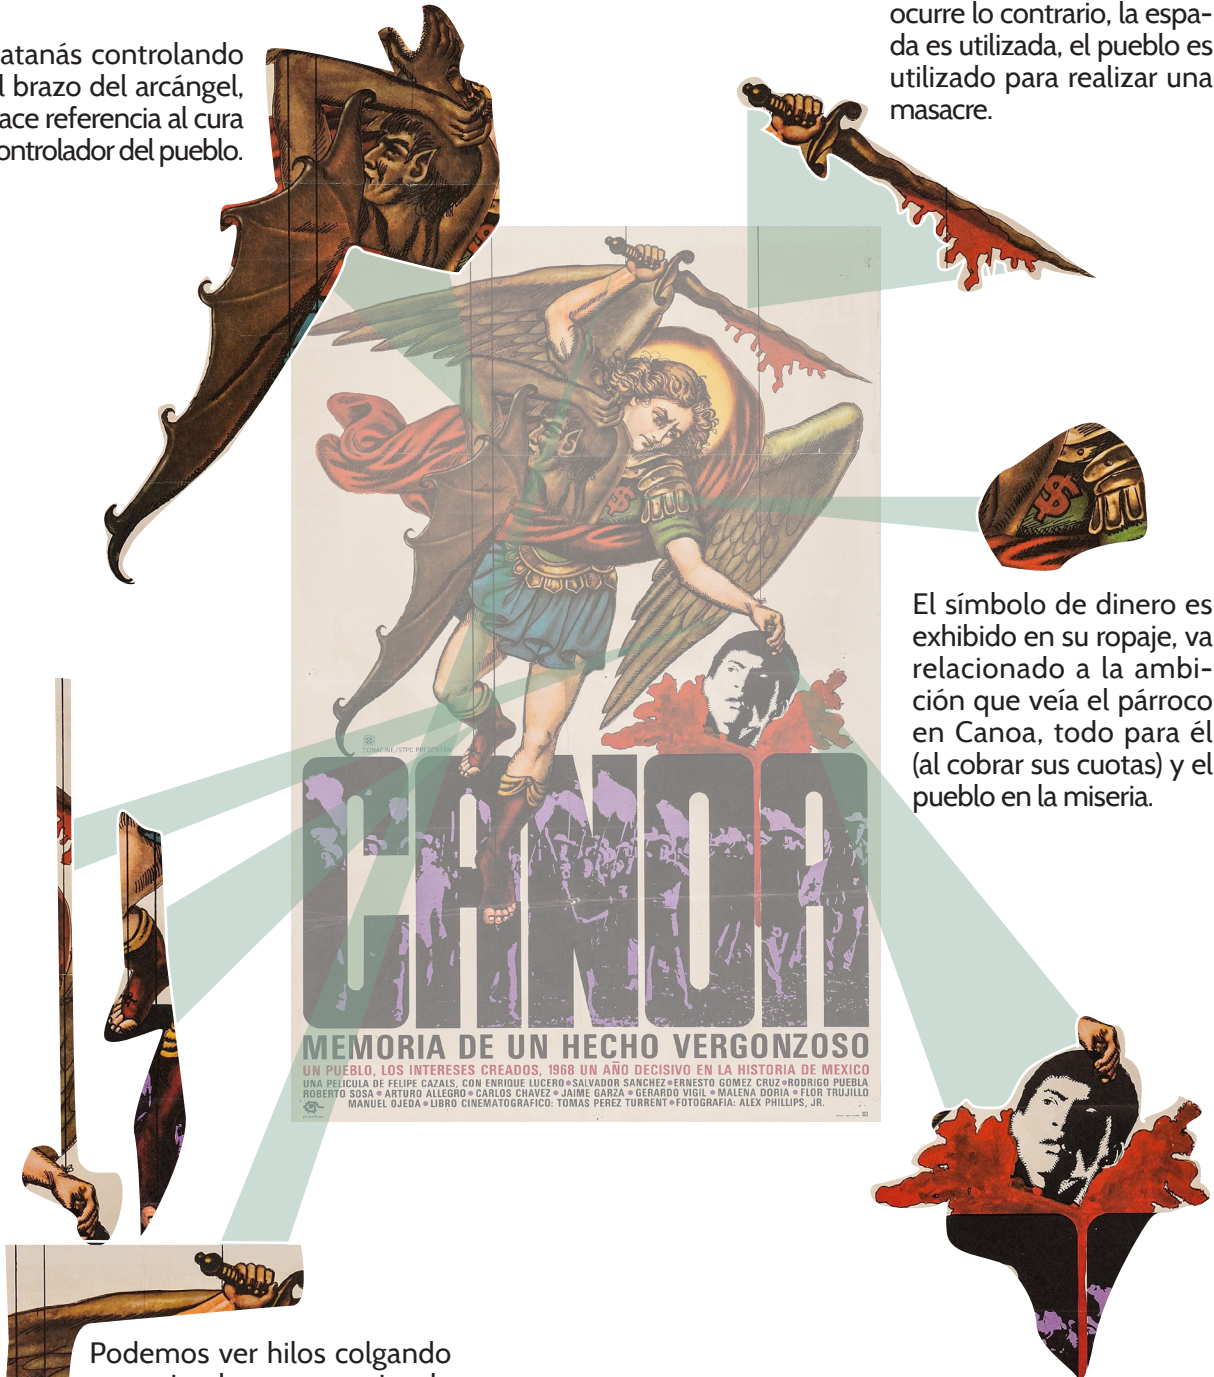 atanás controlando
l brazo del arcángel,
ace referencia al cura
ontrolador del pueblo.
ocurre lo contrario, la espa-
da es utilizada, el pueblo es
utilizado para realizar una
masacre.
$
$
El símbolo de dinero es
exhibido en su ropaje, va
relacionado a la ambi-
ción que veía el párroco
en Canoa, todo para él
(al cobrar sus cuotas) y el
pueblo en la miseria.
CONACINE/STPC PRESENTAN
CANOA
MEMORIA DE UN HECHO VERGONZOSO
UN PUEBLO, LOS INTERESES CREADOS, 1968 UN AÑO DECISIVO EN LA HISTORIA DE MEXICO
UNA PELICULA DE FELIPE CAZALS, CON ENRIQUE LUCERO • SALVADOR SANCHEZ • ERNESTO GOMEZ CRUZ • RODRIGO PUEBLA
ROBERTO SOSA • ARTURO ALLEGRO • CARLOS CHAVEZ • JAIME GARZA • GERARDO VIGIL • MALENA DORIA • FLOR TRUJILLO
MANUEL OJEDA • LIBRO CINEMATOGRAFICO: TOMAS PEREZ TURRENT • FOTOGRAFIA: ALEX PHILLIPS, JR.
Podemos ver hilos colgando